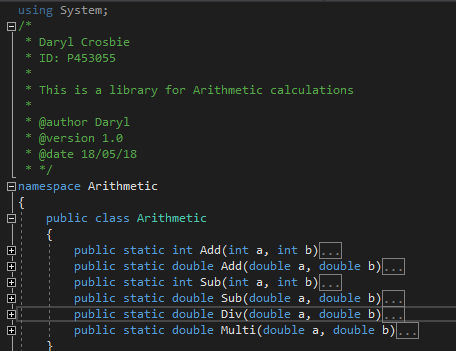 using System;
/*
 * Daryl Crosbie
 * ID: P453055
 *
 * This is a library for Arithmetic calculations
 *
 * @author Daryl
 * @version 1.0
 * @date 18/05/18
 * */
namespace Arithmetic
{
    public class Arithmetic
    {
        public static int Add(int a, int b)...
        public static double Add(double a, double b)...
        public static int Sub(int a, int b)...
        public static double Sub(double a, double b)...
        public static double Div(double a, double b)...
        public static double Multi(double a, double b)...
    }